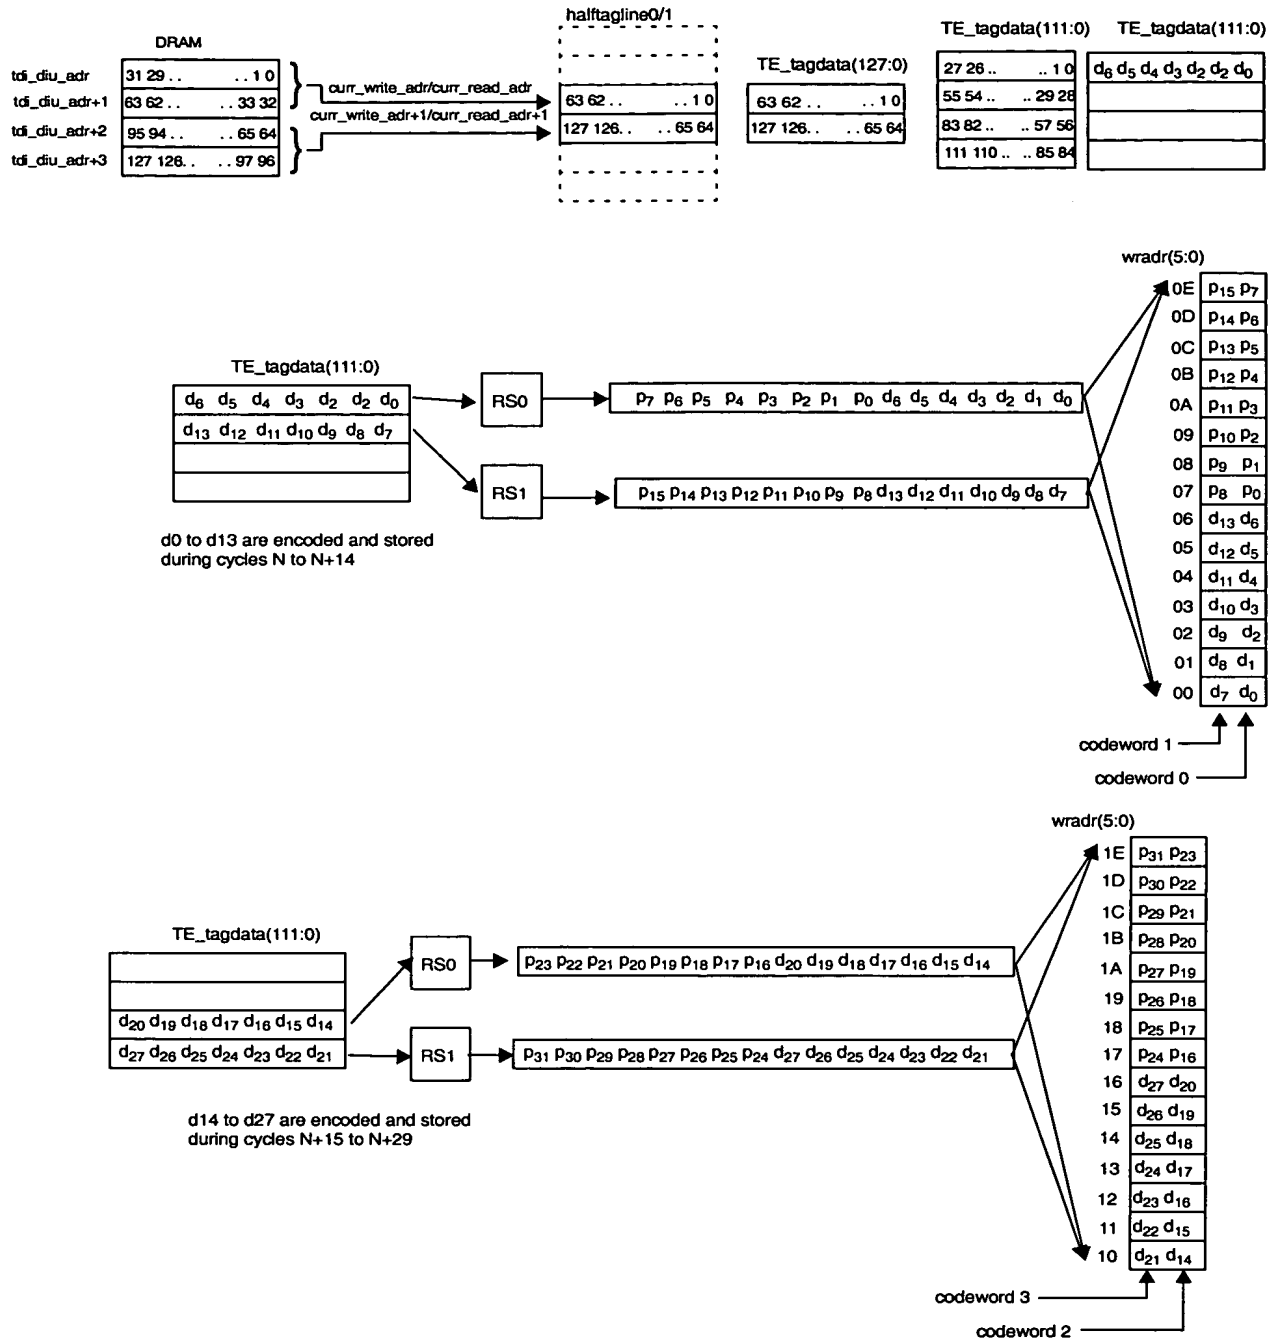 halftagline0/1
DRAM
TE_tagdata(127:0)
TE_tagdata(111:0) TE_tagdata(111:0)
tdi_diu_adr 31 29 . . . . 1 0
tdi_diu_adr+1 63 62 . . . . 33 32
tdi_diu_adr+2 95 94 . . . . 65 64
tdi_diu_adr+3 127 126. . . . 97 96
curr_write_adr/curr_read_adr
curr_write_adr+1/curr_read_adr+1
63 62 . . . . 1 0
127 126. . . . 65 64
63 62 . . . . 1 0
127 126. . . . 65 64
27 26 .. .. 1 0
55 54 .. .. 29 28
83 82 .. .. 57 56
111 110 .. .. 85 84
d6 d5 d4 d3 d2 d2 d0
wradr(5:0)
0E p15 p7
0D p14 p6
0C p13 p5
0B p12 p4
0A p11 p3
09 p10 p2
08 p9 p1
07 p8 p0
06 d13 d6
05 d12 d5
04 d11 d4
03 d10 d3
02 d9 d2
01 d8 d1
00 d7 d0
codeword 1
codeword 0
TE_tagdata(111:0)
d6 d5 d4 d3 d2 d2 d0
d13 d12 d11 d10 d9 d8 d7
RS0
p7 p6 p5 p4 p3 p2 p1 p0 d6 d5 d4 d3 d2 d1 d0
RS1
p15 p14 p13 p12 p11 p10 p9 p8 d13 d12 d11 d10 d9 d8 d7
d0 to d13 are encoded and stored
during cycles N to N+14
wradr(5:0)
1E p31 p23
1D p30 p22
1C p29 p21
1B p28 p20
1A p27 p19
19 p26 p18
18 p25 p17
17 p24 p16
16 d27 d20
15 d26 d19
14 d25 d18
13 d24 d17
12 d23 d16
11 d22 d15
10 d21 d14
codeword 3
codeword 2
TE_tagdata(111:0)
d20 d19 d18 d17 d16 d15 d14
d27 d26 d25 d24 d23 d22 d21
RS0
p23 p22 p21 p20 p19 p18 p17 p16 d20 d19 d18 d17 d16 d15 d14
RS1
p31 p30 p29 p28 p27 p26 p25 p24 d27 d26 d25 d24 d23 d22 d21
d14 to d27 are encoded and stored
during cycles N+15 to N+29